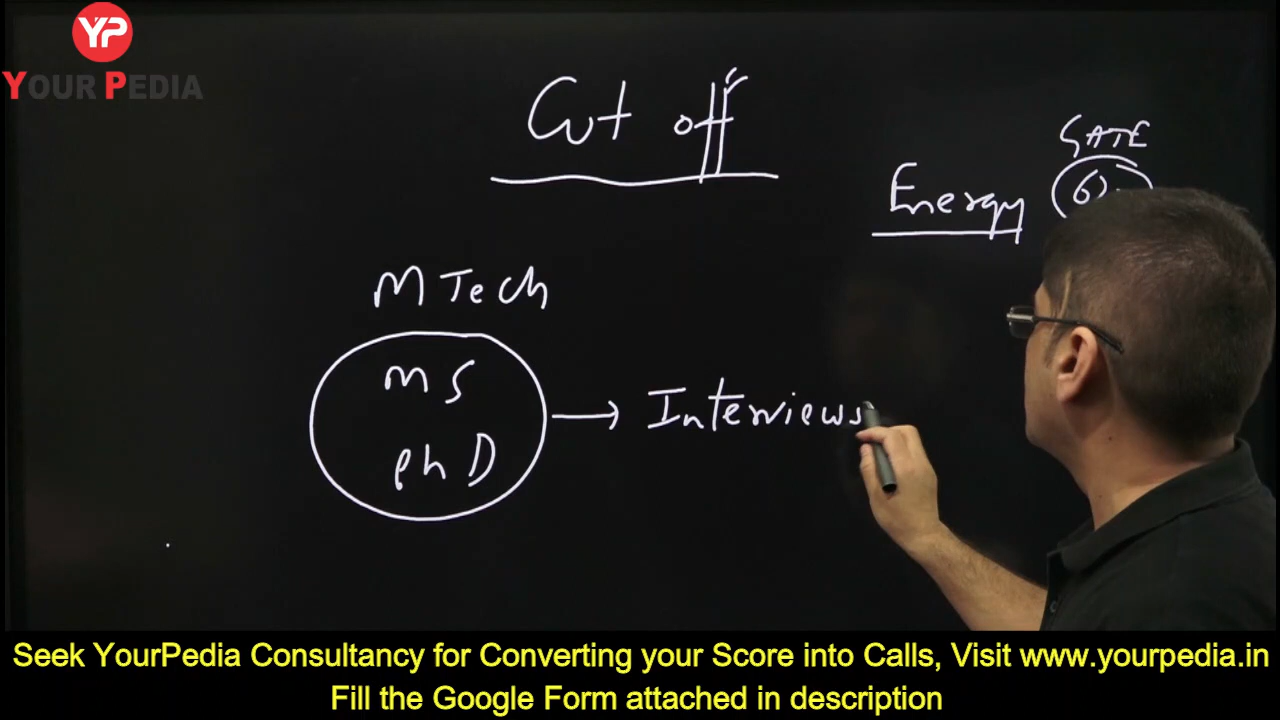 YP
YOUR PEDIA
Cut off
GATE
Energy
M Tech
MS
PhD
Interviews
Seek YourPedia Consultancy for Converting your Score into Calls, Visit www.yourpedia.in
Fill the Google Form attached in description